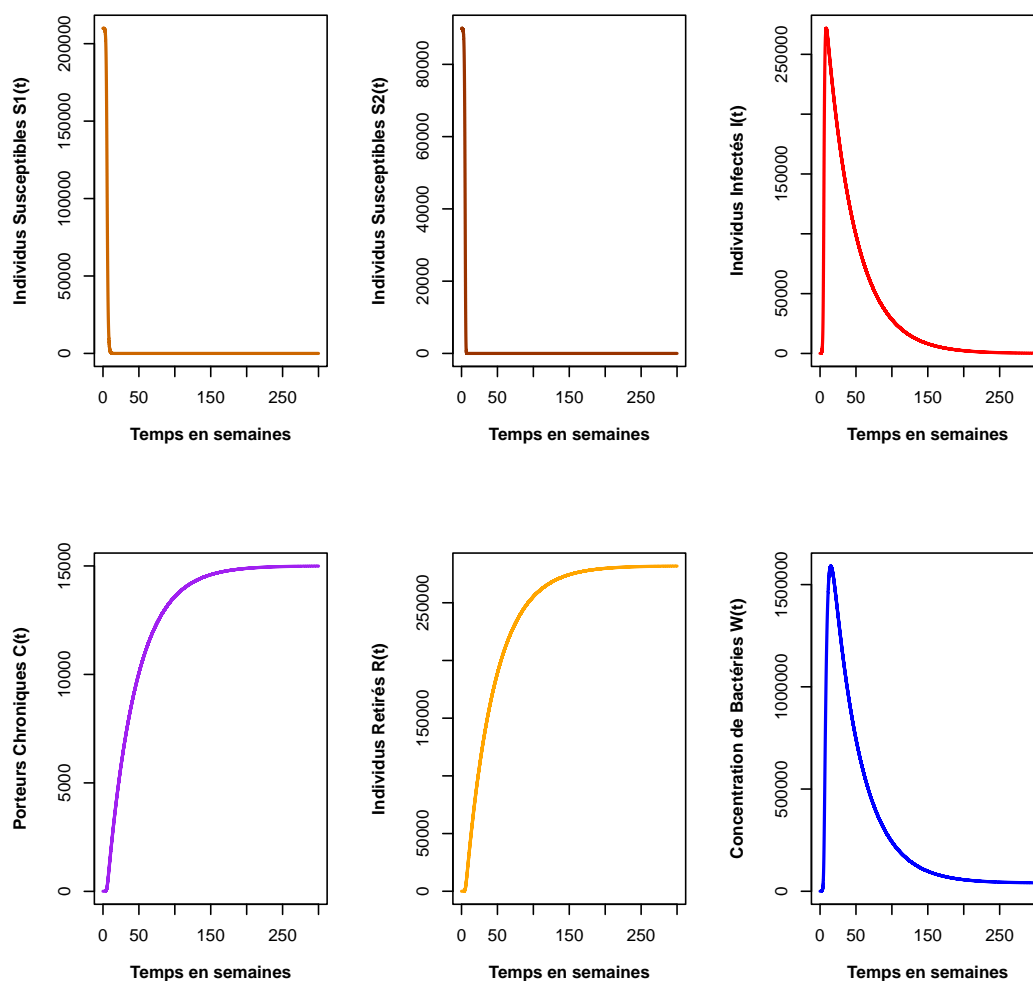 Individus Susceptibles S1(t)
0
50000
100000
150000
200000
0 50 150 250
Temps en semaines
Individus Susceptibles S2(t)
0
20000
40000
60000
80000
0 50 150 250
Temps en semaines
Individus Infectés I(t)
0
50000
150000
250000
0 50 150 250
Temps en semaines
Porteurs Chroniques C(t)
0
5000
10000
15000
0 50 150 250
Temps en semaines
Individus Retirés R(t)
0
50000
150000
250000
0 50 150 250
Temps en semaines
Concentration de Bactéries W(t)
0
500000
1000000
1500000
0 50 150 250
Temps en semaines